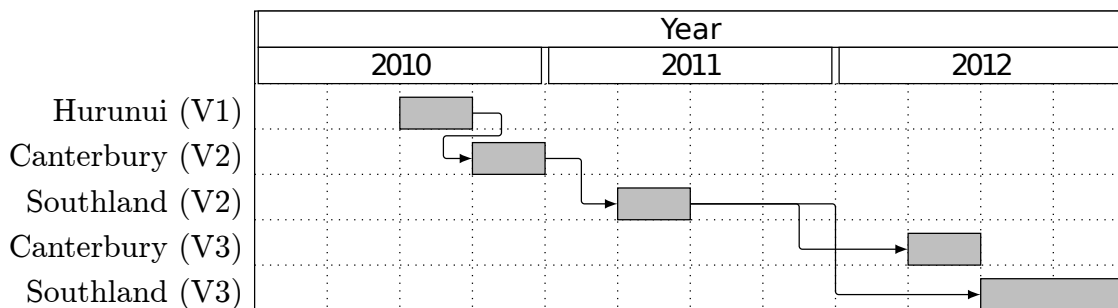 Year
2010 2011 2012
Hurunui (V1)
Canterbury (V2)
Southland (V2)
Canterbury (V3)
Southland (V3)